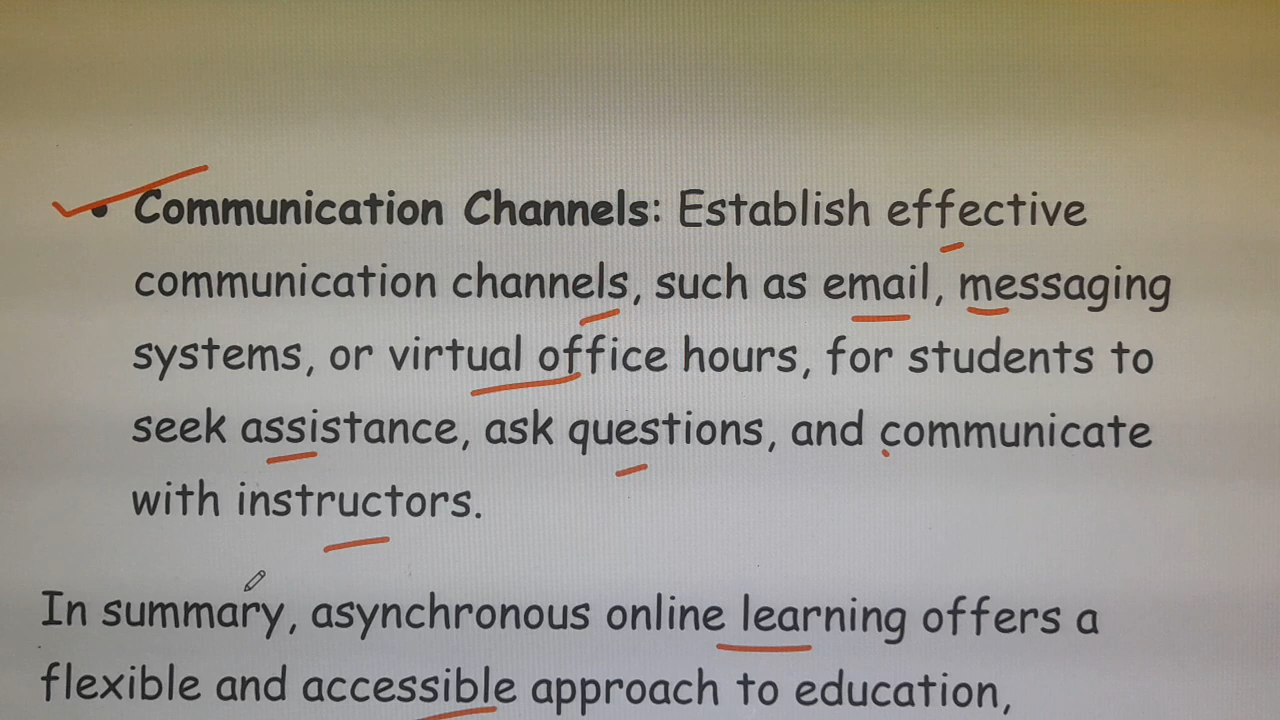 • Communication Channels: Establish effective
communication channels, such as email, messaging
systems, or virtual office hours, for students to
seek assistance, ask questions, and communicate
with instructors.
In summary, asynchronous online learning offers a
flexible and accessible approach to education,